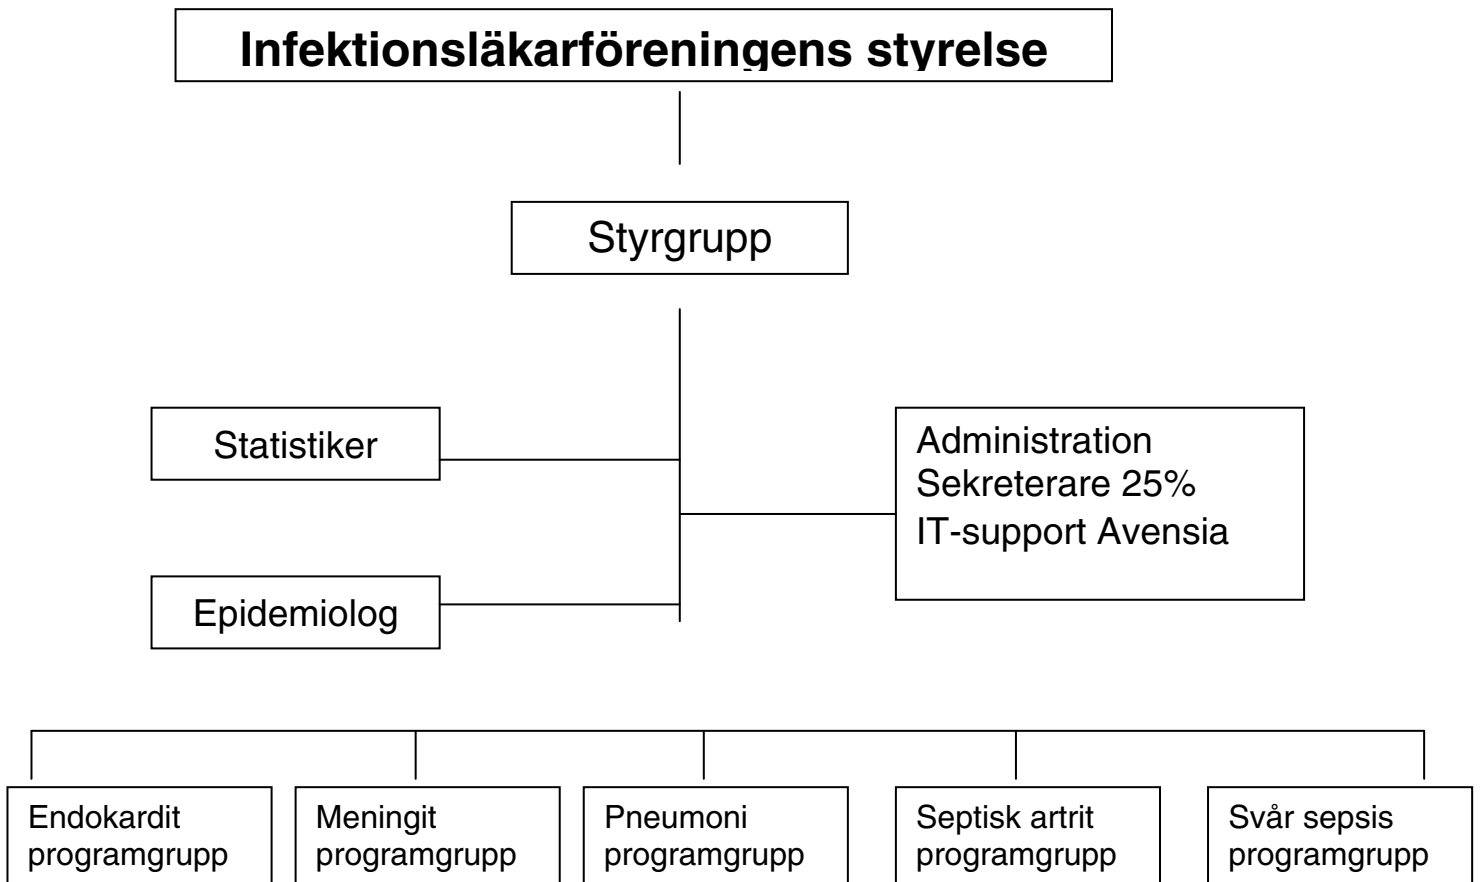 Infektionsläkarföreningens styrelse
Styrgrupp
Statistiker
Administration
Sekreterare 25%
IT-support Avensia
Epidemiolog
Endokardit
programgrupp
Meningit
programgrupp
Pneumoni
programgrupp
Septisk artrit
programgrupp
Svår sepsis
programgrupp